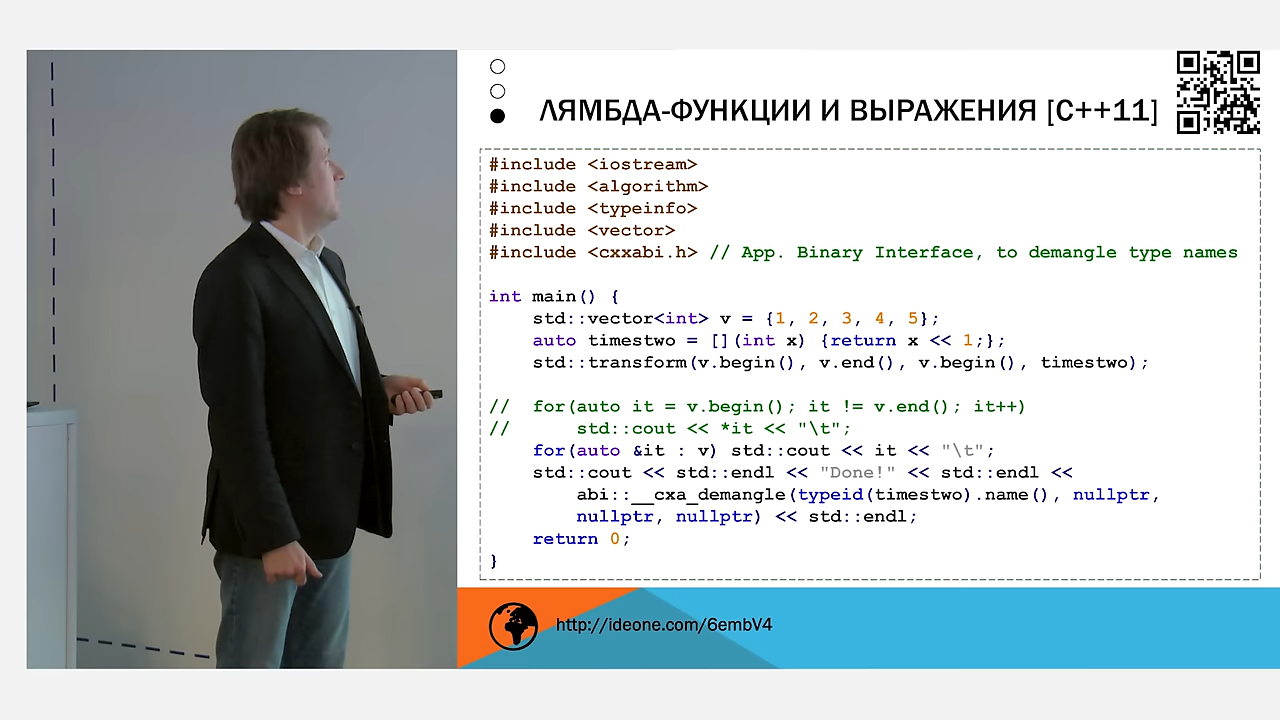 ЛЯМБДА-ФУНКЦИИ И ВЫРАЖЕНИЯ [C++11]
#include <iostream>
#include <algorithm>
#include <typeinfo>
#include <vector>
#include <cxxabi.h> // App. Binary Interface, to demangle type names
int main() {
    std::vector<int> v = {1, 2, 3, 4, 5};
    auto timestwo = [](int x) {return x << 1;};
    std::transform(v.begin(), v.end(), v.begin(), timestwo);
//  for(auto it = v.begin(); it != v.end(); it++)
//      std::cout << *it << "\t";
    for(auto &it : v) std::cout << it << "\t";
    std::cout << std::endl << "Done!" << std::endl <<
        abi::__cxa_demangle(typeid(timestwo).name(), nullptr,
        nullptr, nullptr) << std::endl;
    return 0;
}
http://ideone.com/6embV4